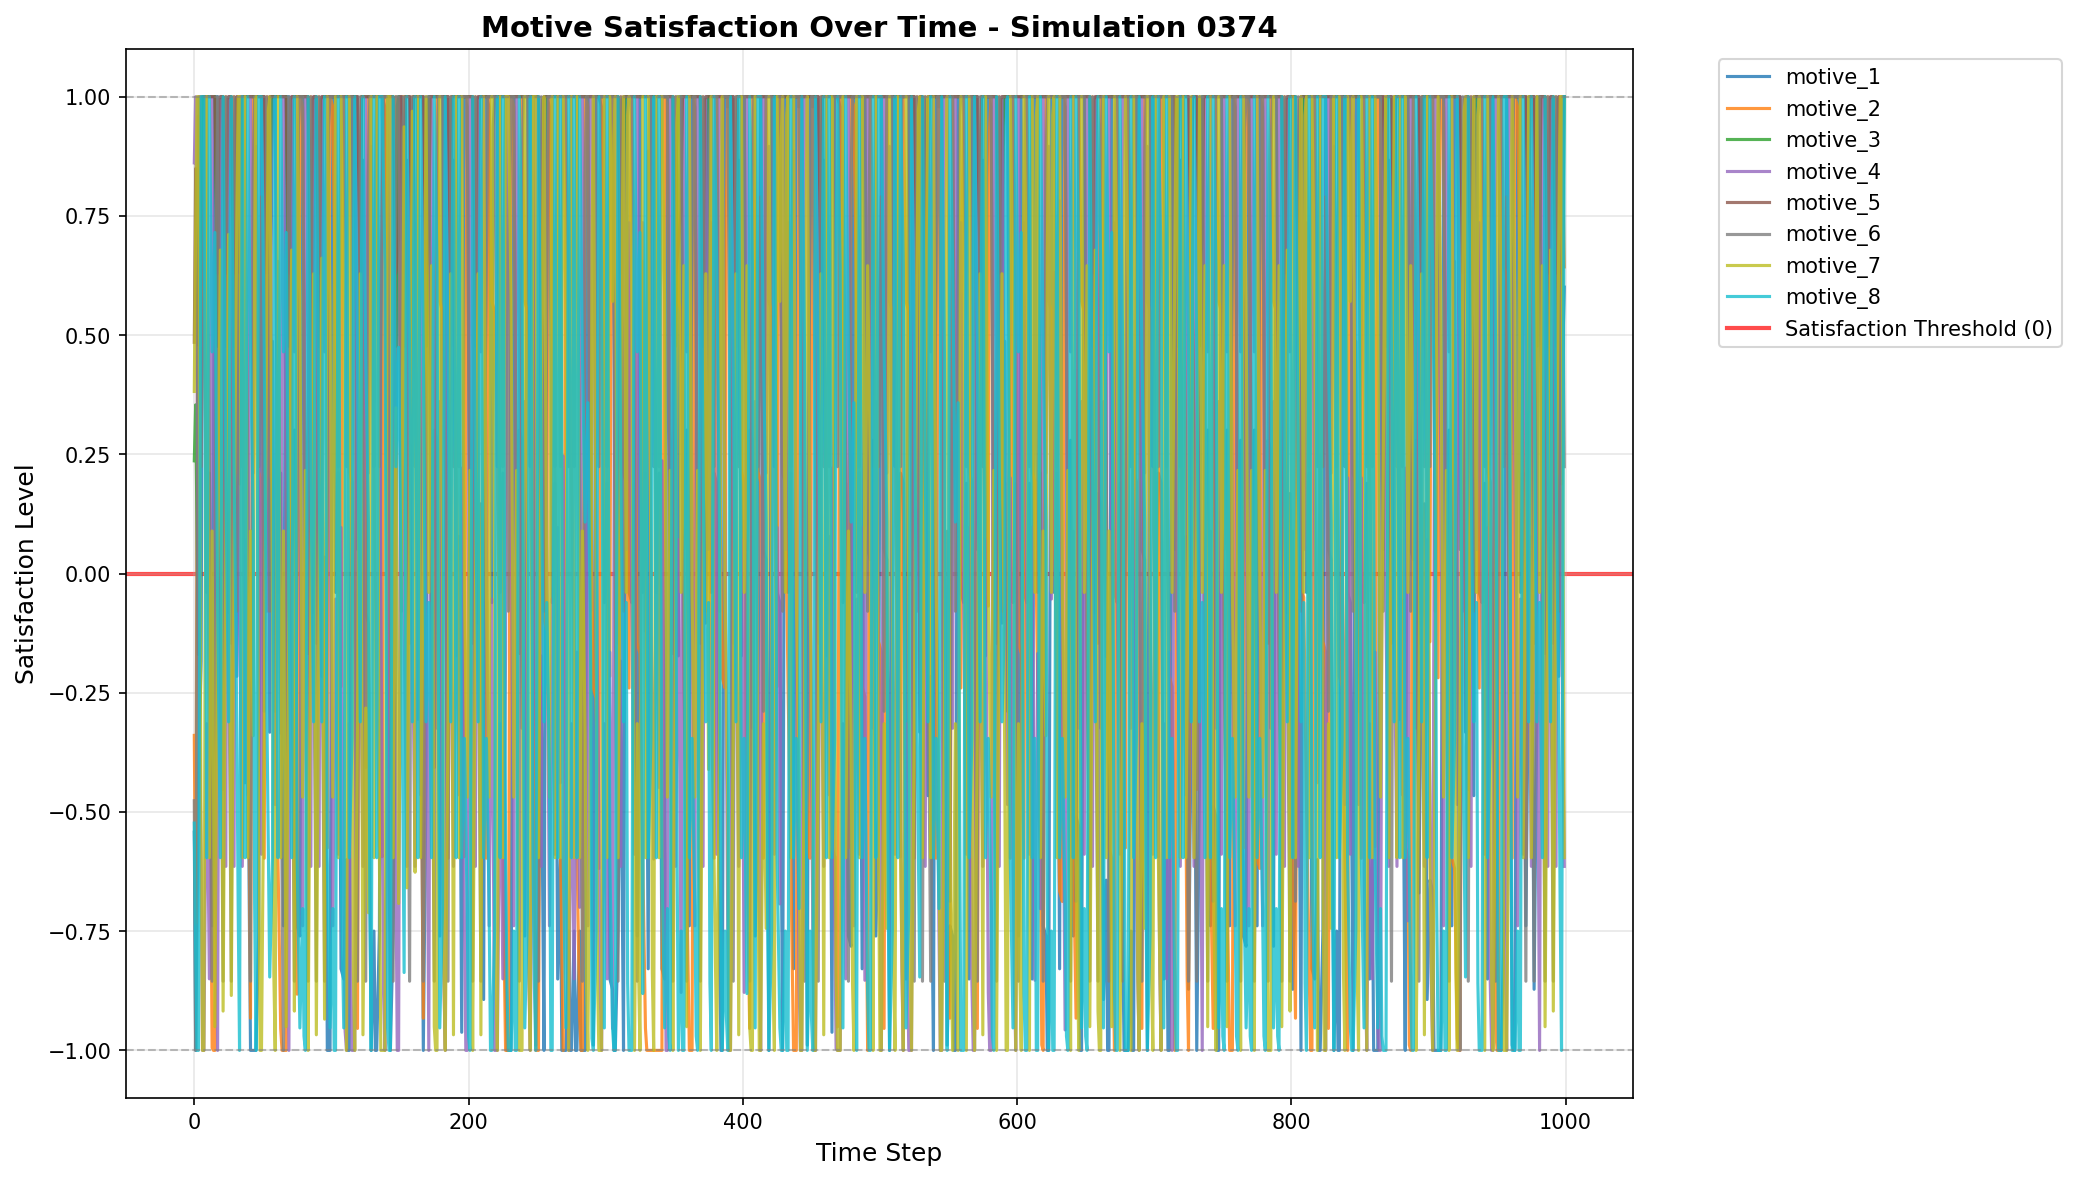 Motive Satisfaction Over Time - Simulation 0374
1.00
0.75
0.50
0.25
0.00
−0.25
−0.50
−0.75
−1.00
Satisfaction Level
0
200
400
600
800
1000
Time Step
motive_1
motive_2
motive_3
motive_4
motive_5
motive_6
motive_7
motive_8
Satisfaction Threshold (0)